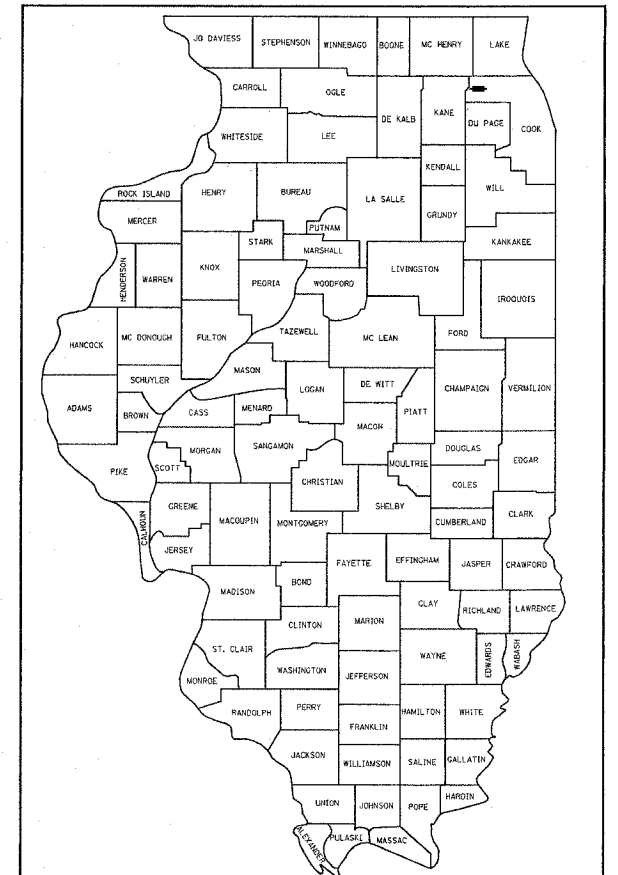 JO DAVIESS
STEPHENSON
WINNEBAGO
BOONE
MC HENRY
LAKE
CARROLL
OGLE
DE KALB
KANE
DU PAGE
COOK
WHITESIDE
LEE
KENDALL
WILL
ROCK ISLAND
HENRY
BUREAU
LA SALLE
GRUNDY
MERCER
PUTNAM
STARK
MARSHALL
KANKAKEE
HENDERSON
WARREN
KNOX
PEORIA
WOODFORD
LIVINGSTON
IROQUOIS
HANCOCK
MC DONOUGH
FULTON
TAZEWELL
MC LEAN
FORD
MASON
SCHUYLER
LOGAN
DE WITT
CHAMPAIGN
VERMILION
ADAMS
BROWN
CASS
MENARD
PIATT
MACON
MORGAN
SANGAMON
DOUGLAS
EDGAR
PIKE
SCOTT
MOULTRIE
COLES
CHRISTIAN
SHELBY
GREENE
MACOUPIN
MONTGOMERY
CUMBERLAND
CLARK
CALHOUN
JERSEY
FAYETTE
EFFINGHAM
JASPER
CRAWFORD
MADISON
BOND
CLAY
RICHLAND
LAWRENCE
CLINTON
MARION
ST. CLAIR
WAYNE
EDWARDS
WABASH
WASHINGTON
JEFFERSON
MONROE
RANDOLPH
PERRY
HAMILTON
WHITE
FRANKLIN
JACKSON
WILLIAMSON
SALINE
GALLATIN
UNION
JOHNSON
POPE
HARDIN
ALEXANDER
PULASKI
MASSAC